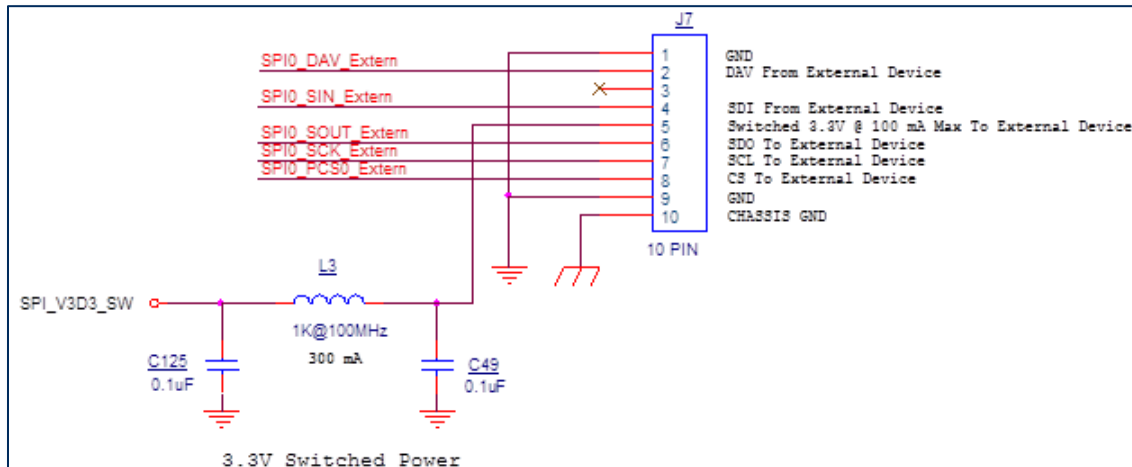 J7
1 GND
SPI0_DAV_Extern 2 DAV From External Device
3
SPI0_SIN_Extern 4 SDI From External Device
5 Switched 3.3V @ 100 mA Max To External Device
SPI0_SOUT_Extern 6 SDO To External Device
SPI0_SCK_Extern 7 SCL To External Device
SPI0_PCS0_Extern 8 CS To External Device
9 GND
10 CHASSIS GND
10 PIN
L3
SPI_V3D3_SW
1K@100MHz
300 mA
C125
0.1uF
C49
0.1uF
3.3V Switched Power